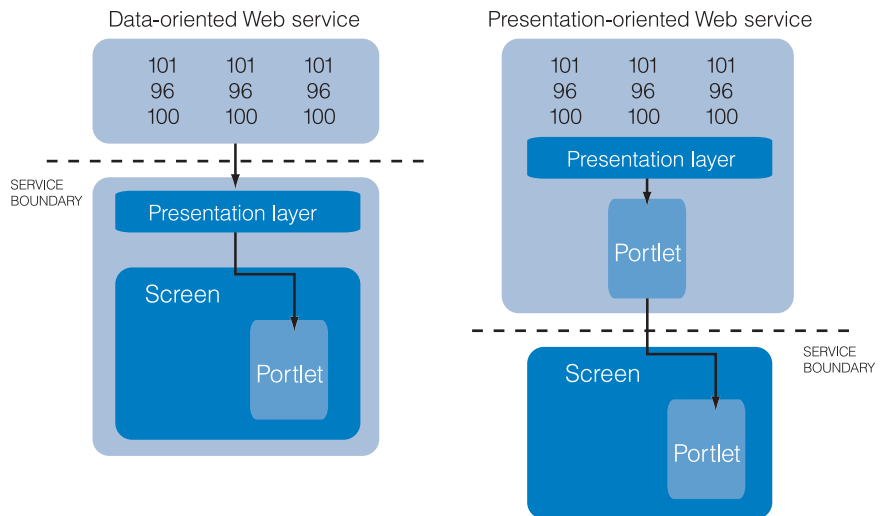 Data-oriented Web service
101 101 101
96 96 96
100 100 100
SERVICE
BOUNDARY
Presentation layer
Screen
Portlet
Presentation-oriented Web service
101 101 101
96 96 96
100 100 100
Presentation layer
Portlet
SERVICE
BOUNDARY
Screen
Portlet